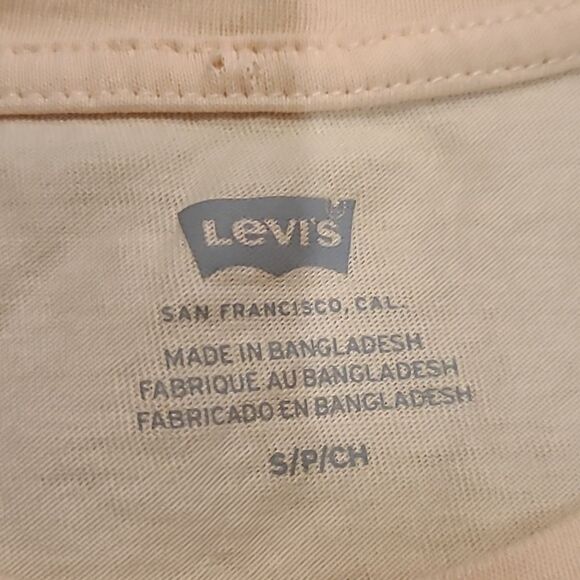 Levi's
SAN FRANCISCO, CAL.
MADE IN BANGLADESH
FABRIQUE AU BANGLADESH
FABRICADO EN BANGLADESH
S/P/CH